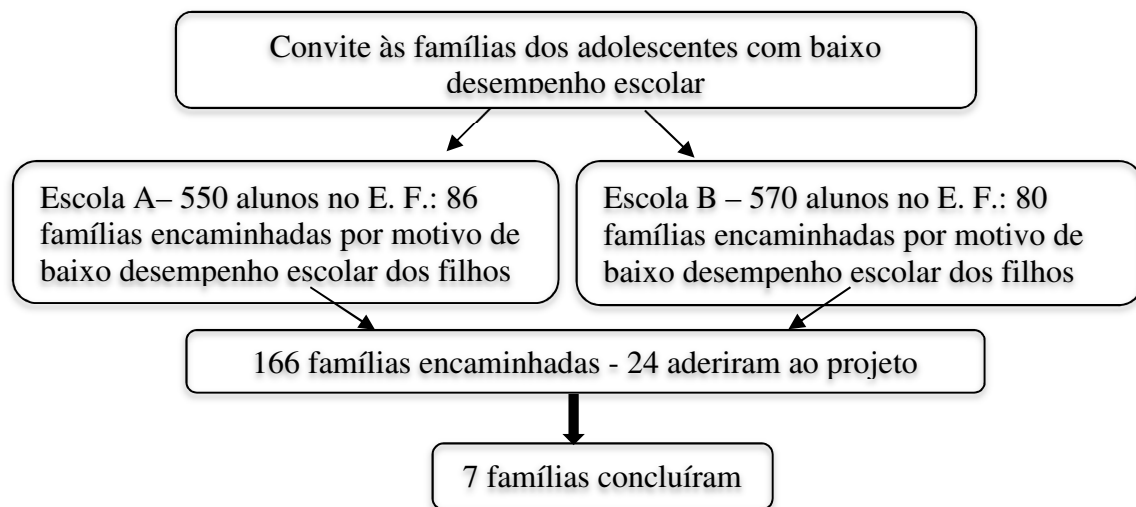 Convite às famílias dos adolescentes com baixo
desempenho escolar
Escola A– 550 alunos no E. F.: 86
famílias encaminhadas por motivo de
baixo desempenho escolar dos filhos
Escola B – 570 alunos no E. F.: 80
famílias encaminhadas por motivo de
baixo desempenho escolar dos filhos
166 famílias encaminhadas - 24 aderiram ao projeto
7 famílias concluíram